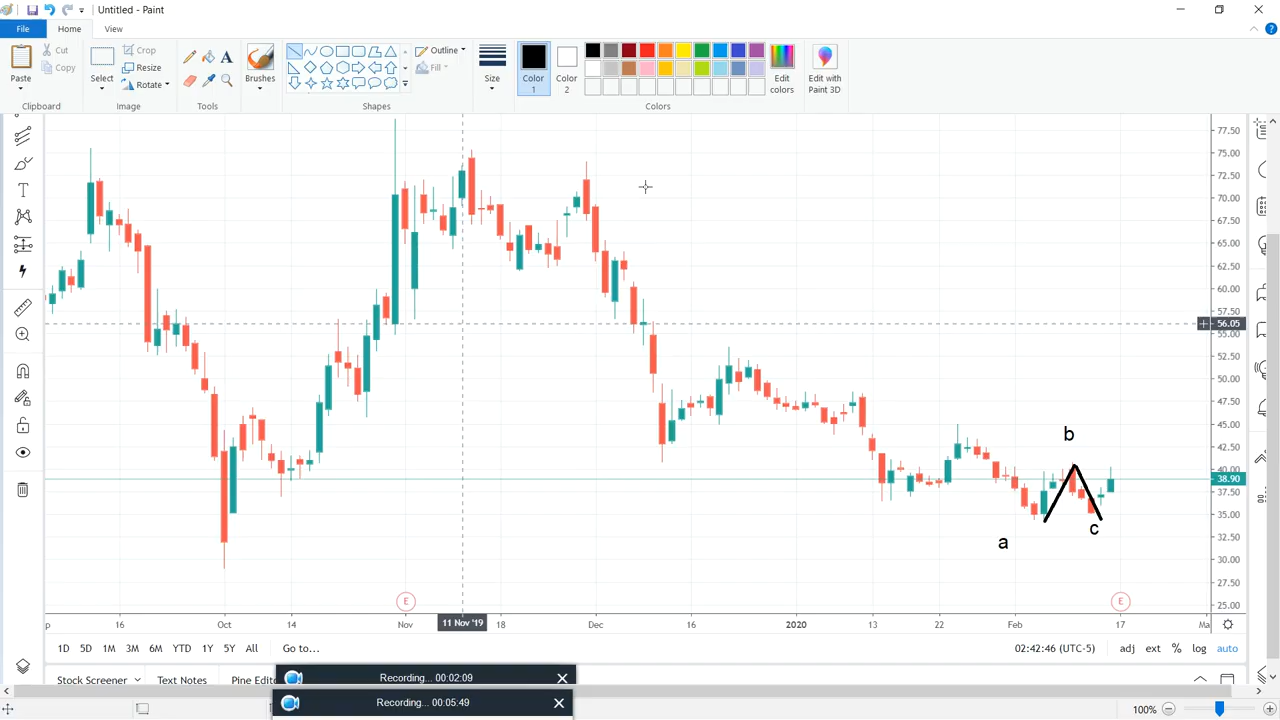 Untitled - Paint
File Home View
Paste
Cut
Copy
Clipboard
Select
Crop
Resize
Rotate
Image
Tools
Brushes
Shapes
Outline
Fill
Size
Color
1
Color
2
Colors
Edit
colors
Edit with
Paint 3D
77.50
75.00
72.50
70.00
67.50
65.00
62.50
60.00
57.50
56.05
55.00
52.50
50.00
47.50
45.00
42.50
40.00
38.90
37.50
35.00
32.50
30.00
27.50
25.00
b
a
c
E
E
16 Oct 14 Nov 11 Nov '19 18 Dec 16 2020 13 22 Feb 17 Ma
1D 5D 1M 3M 6M YTD 1Y 5Y All Go to... 02:42:46 (UTC-5) adj ext % log auto
Stock Screener Text Notes Pine Edito
Recording... 00:02:09
Recording... 00:05:49
100%